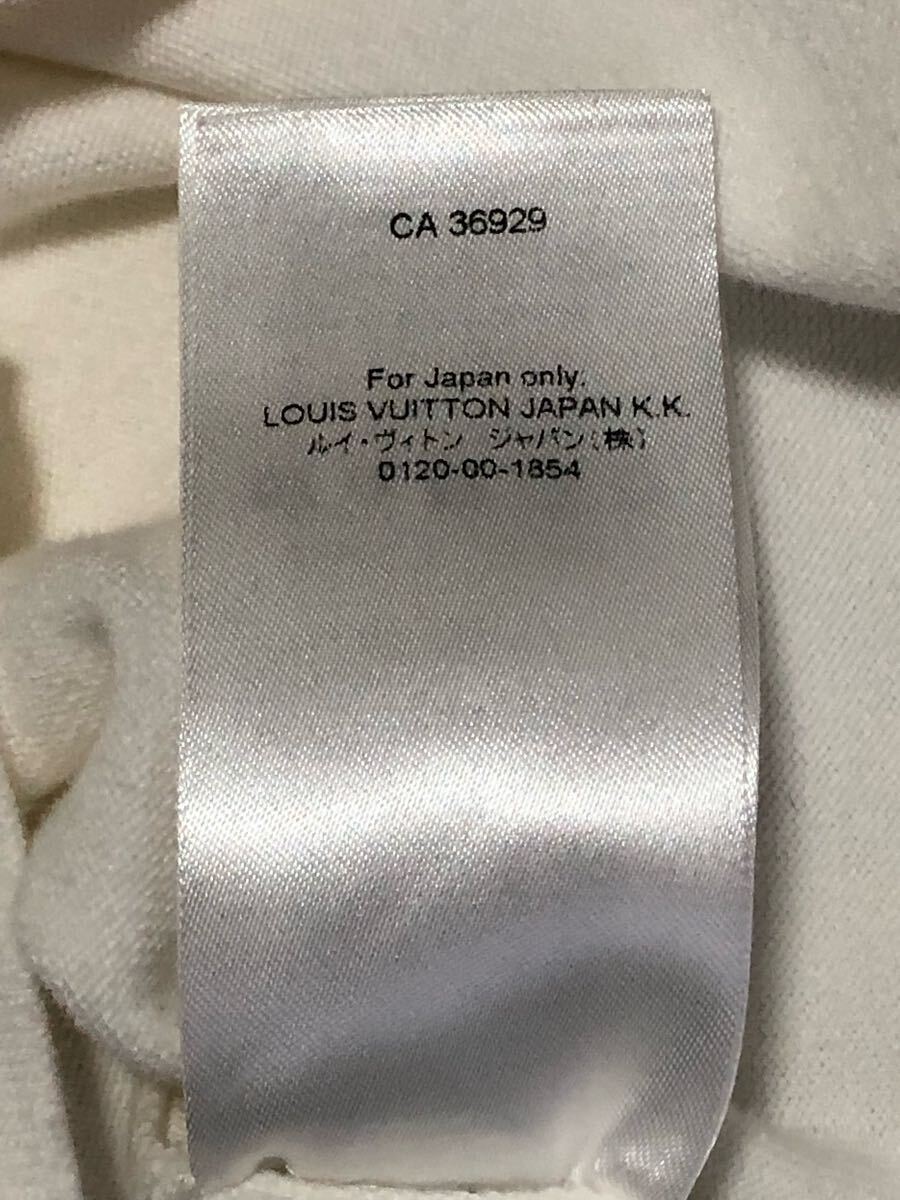 CA 36929
For Japan only.
LOUIS VUITTON JAPAN K.K.
ルイ・ヴィトン ジャパン(株)
0120-00-1854